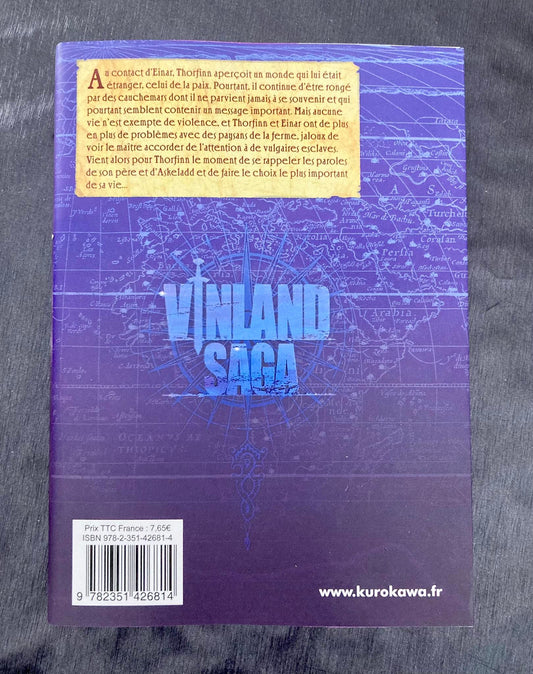 Au contact d'Einar, Thorfinn aperçoit un monde qui lui était
étranger, celui de la paix. Pourtant, il continue d'être rongé
par des cauchemars dont il ne parvient jamais à se souvenir et qui
pourtant semblent contenir un message important. Mais aucune
vie n'est exempte de violence, et Thorfinn et Einar ont de plus
en plus de problèmes avec des paysans de la ferme, jaloux de
voir le maître accorder de l'attention à de vulgaires esclaves.
Vient alors pour Thorfinn le moment de se rappeler les paroles
de son père et d'Askeladd et de faire le choix le plus important
de sa vie...
Persia
Arabia
VINLAND
SAGA
OCEANUS
Prix TTC France : 7,65€
ISBN 978-2-351-42681-4
9 782351 426814
www.kurokawa.fr